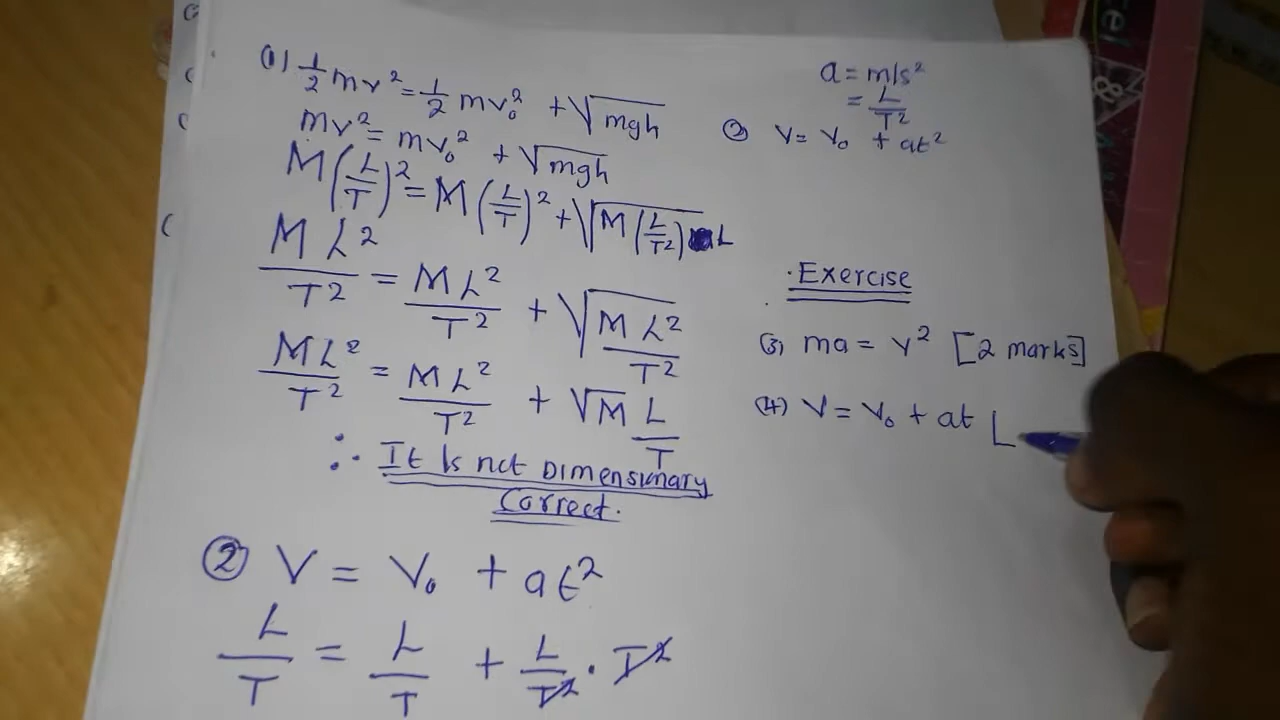 (1) ½mv² = ½mv₀² + √mgh
mv² = mv₀² + √mgh
M(L/T)² = M(L/T)² + √M(L/T²)L
ML²/T² = ML²/T² + √ML²/T²
ML²/T² = ML²/T² + √M L/T
∴ It Is not Dimensionary
Correct.
② V = V₀ + at²
L/T = L/T + L/T² · T²
a = m/s²
= L/T²
② V = V₀ + at²
Exercise
(3) ma = v² [2 marks]
(4) V = V₀ + at [